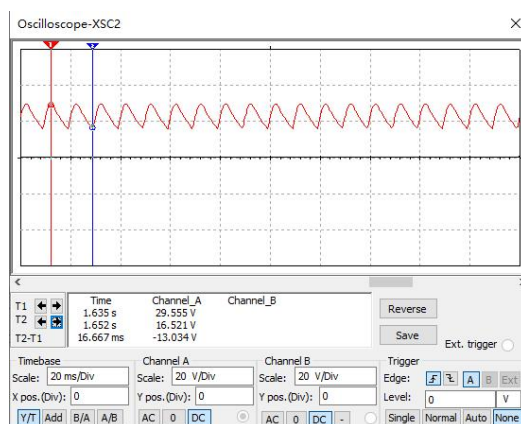 Oscilloscope-XSC2
1
2
Time Channel_A Channel_B
T1 1.635 s 29.555 V
T2 1.652 s 16.521 V
T2-T1 16.667 ms -13.034 V
Reverse
Save
Ext. trigger
Timebase Channel A Channel B Trigger
Scale: 20 ms/Div Scale: 20 V/Div Scale: 20 V/Div Edge: A B Ext
X pos.(Div): 0 Y pos.(Div): 0 Y pos.(Div): 0 Level: 0 V
Y/T Add B/A A/B AC 0 DC AC 0 DC - Single Normal Auto None